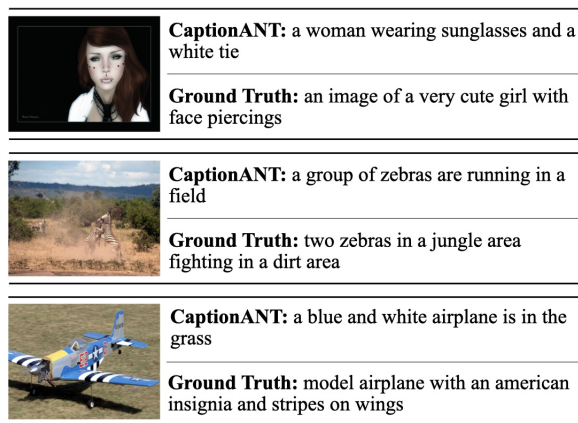 CaptionANT: a woman wearing sunglasses and a
white tie
Ground Truth: an image of a very cute girl with
face piercings
CaptionANT: a group of zebras are running in a
field
Ground Truth: two zebras in a jungle area
fighting in a dirt area
CaptionANT: a blue and white airplane is in the
grass
Ground Truth: model airplane with an american
insignia and stripes on wings